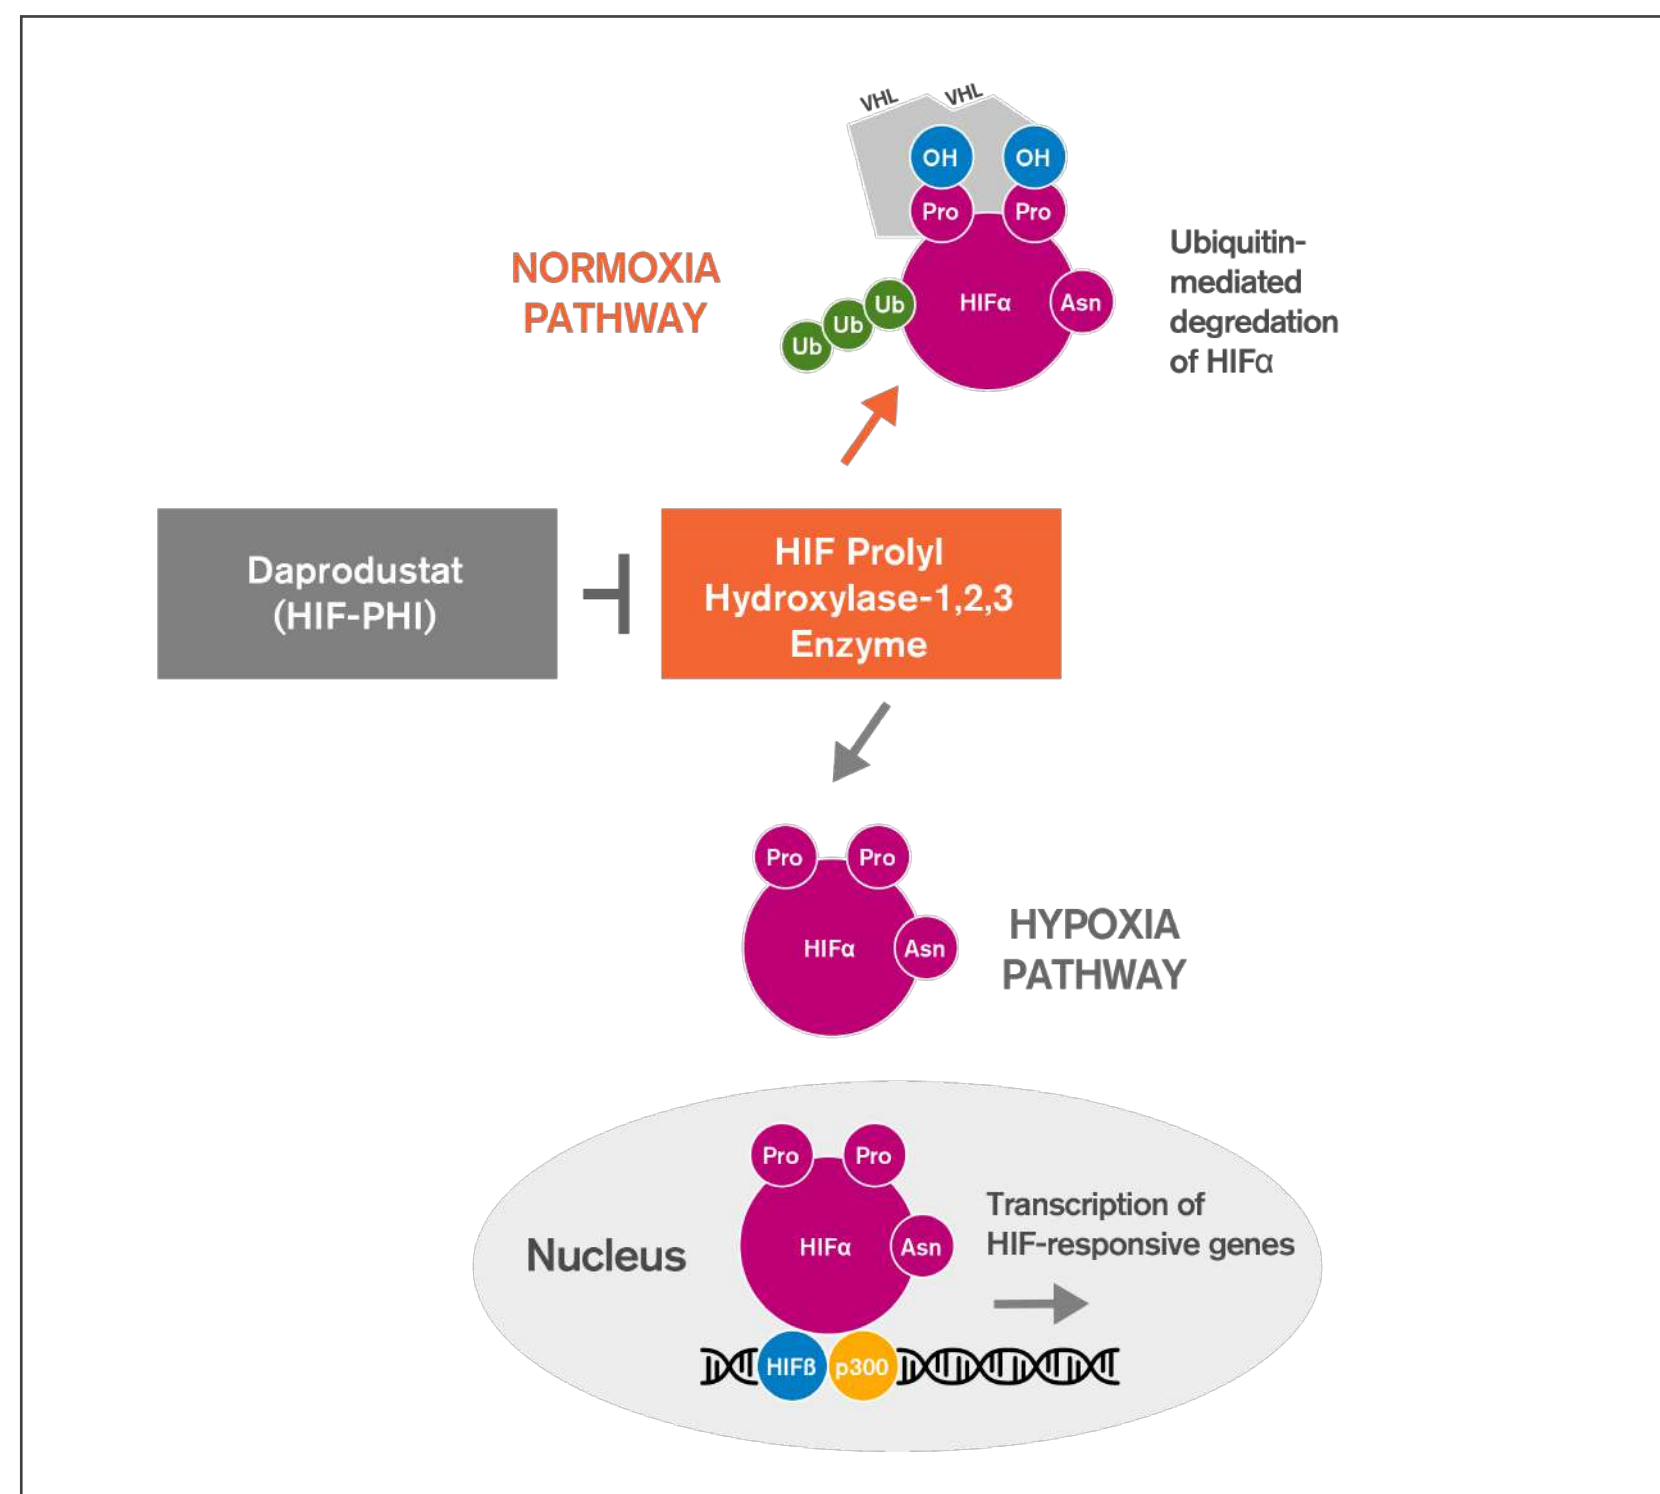 VHL VHL
OH OH
Pro Pro
NORMOXIA
PATHWAY
Ub Ub Ub
HIFα
Asn
Ubiquitin-
mediated
degredation
of HIFα
Daprodustat
(HIF-PHI)
HIF Prolyl
Hydroxylase-1,2,3
Enzyme
Pro Pro
HIFα
Asn
HYPOXIA
PATHWAY
Nucleus
Pro Pro
HIFα
Asn
Transcription of
HIF-responsive genes
HIFß
p300